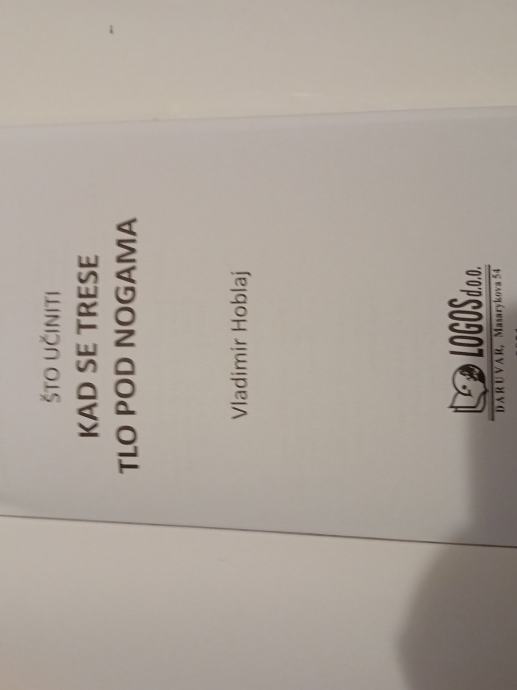 ŠTO UČINITI
KAD SE TRESE
TLO POD NOGAMA
Vladimir Hoblaj
LOGOS d.o.o.
DARUVAR, Masarykova 54